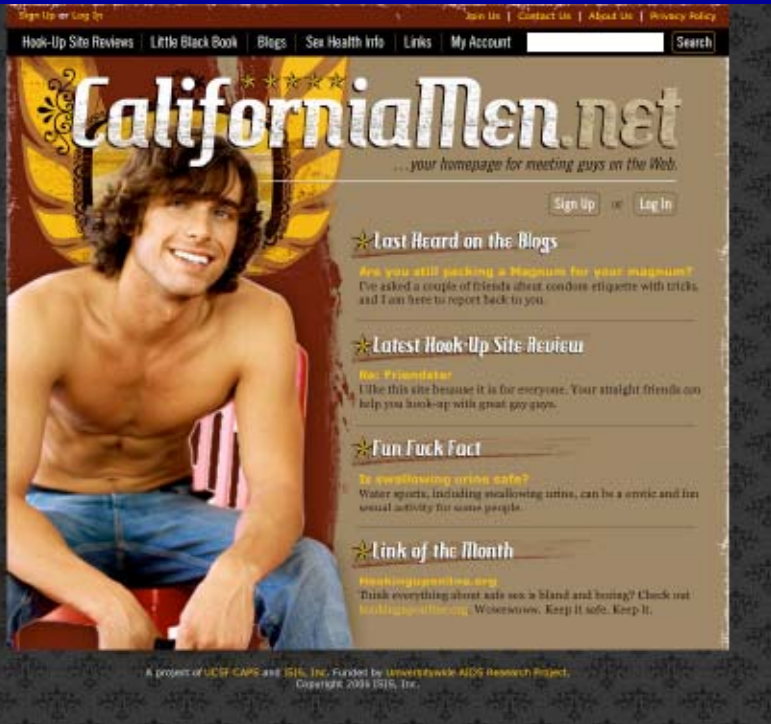 Sign Up or Log In
Join Us | Contact Us | About Us | Privacy Policy
Hook-Up Site Reviews | Little Black Book | Blogs | Sex Health Info | Links | My Account
Search
CaliforniaMen.net
...your homepage for meeting guys on the Web.
Sign Up or Log In
Last Heard on the Blogs
Are you still packing a Magnum for your magnum?
I've asked a couple of friends about condom etiquette with tricks
and I am here to report back to you.
Latest Hook-Up Site Review
Re: Friendster
I like this site because it is for everyone. Your straight friends can
help you hook-up with great gay guys.
Fun Fuck Fact
Is swallowing urine safe?
Water sports, including swallowing urine, can be a erotic and fun
sexual activity for some people.
Link of the Month
Hookinguponline.org
Think everything about safe sex is bland and boring? Check out
hookinguponline.org. Wowewoww. Keep it safe. Keep it.
A project of UCSF CAPS and ISIS, Inc. Funded by Universitywide AIDS Research Project.
Copyright 2006 ISIS, Inc.